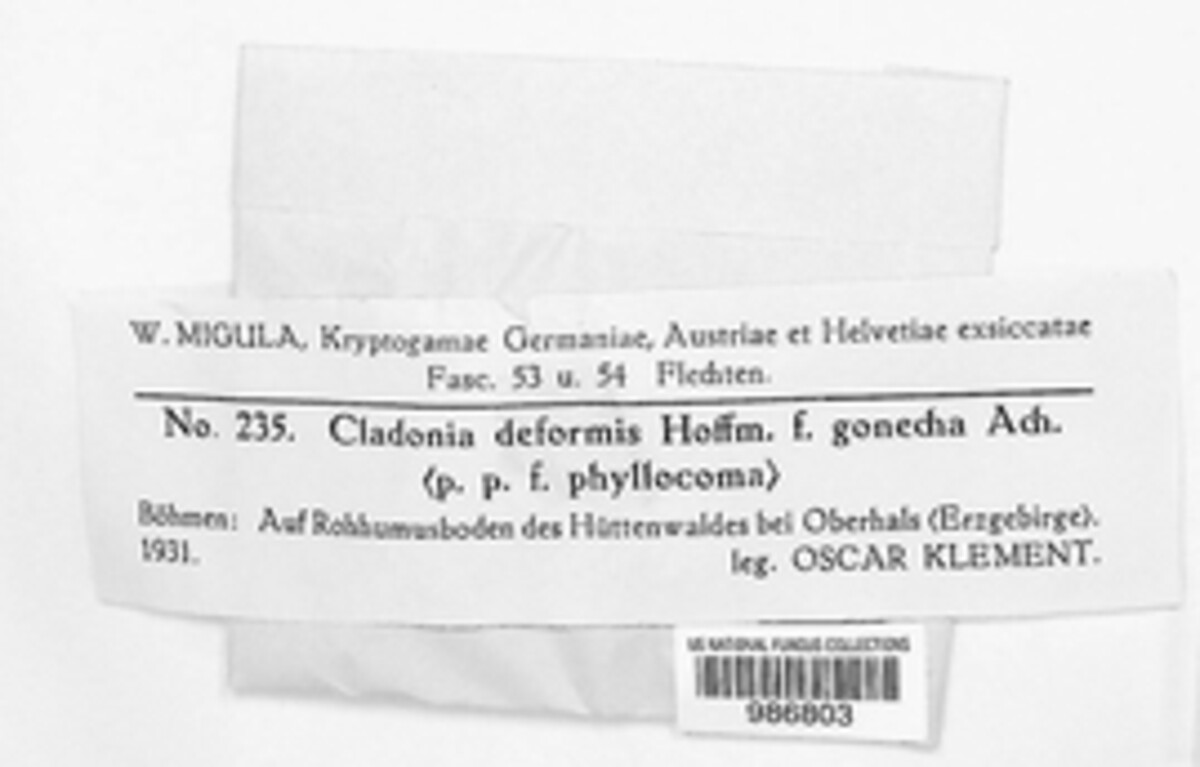 W. MIGULA, Kryptogamae Germaniae, Austriae et Helvetiae exsiccatae
Fasc. 53 u. 54 Flechten.
No. 235. Cladonia deformis Hoffm. f. gonecha Ach.
(p. p. f. phyllocoma)
Böhmen: Auf Rohhumusboden des Hüttenwaldes bei Oberhals (Erzgebirge).
1931. leg. OSCAR KLEMENT.
US NATIONAL FUNGUS COLLECTIONS
986803